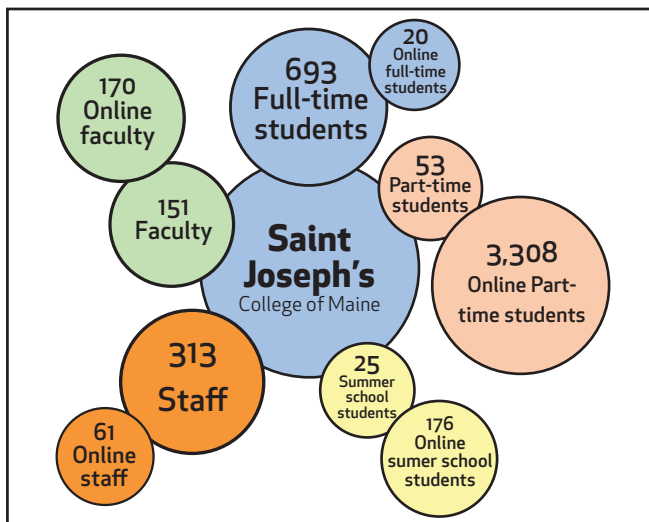 693
Full-time
students
20
Online
full-time
students
170
Online
faculty
151
Faculty
53
Part-time
students
3,308
Online Part-
time students
Saint
Joseph's
College of Maine
313
Staff
61
Online
staff
25
Summer
school
students
176
Online
sumer school
students